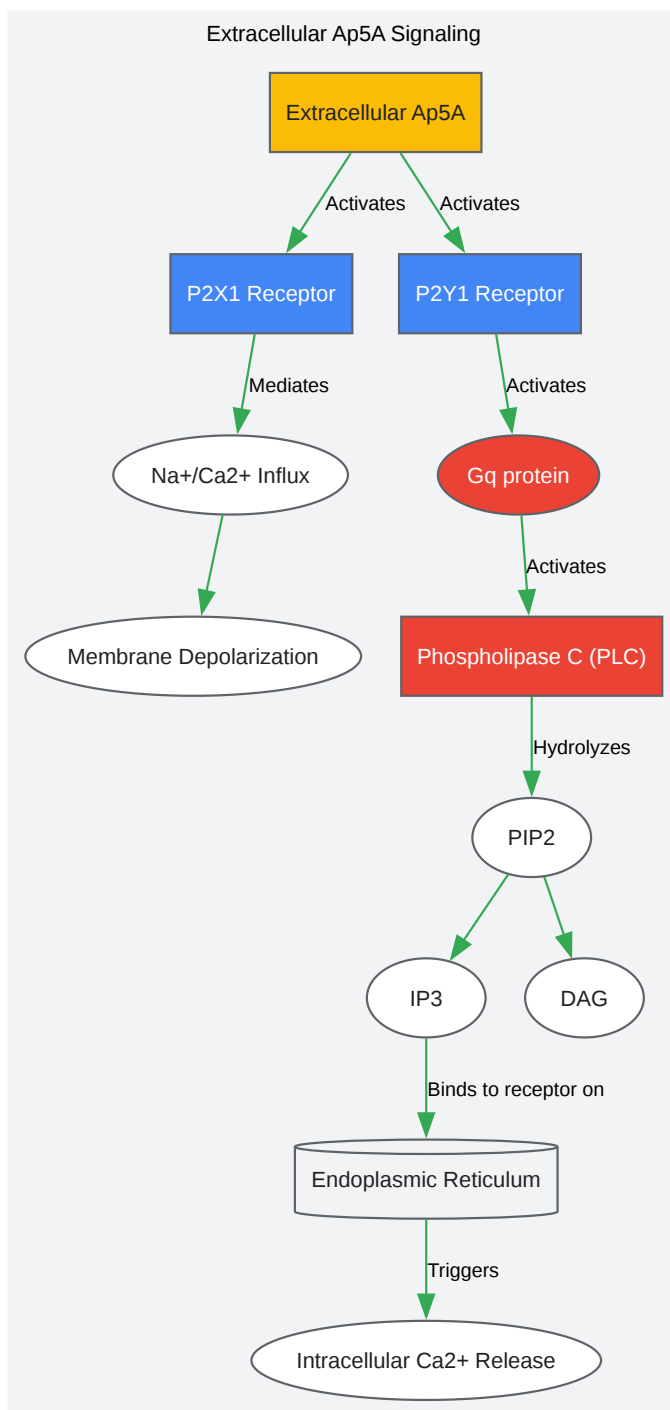 Extracellular Ap5A Signaling
Extracellular Ap5A
Activates
Activates
P2X1 Receptor
P2Y1 Receptor
Mediates
Activates
Na+/Ca2+ Influx
Gq protein
Activates
Membrane Depolarization
Phospholipase C (PLC)
Hydrolyzes
PIP2
IP3
DAG
Binds to receptor on
Endoplasmic Reticulum
Triggers
Intracellular Ca2+ Release